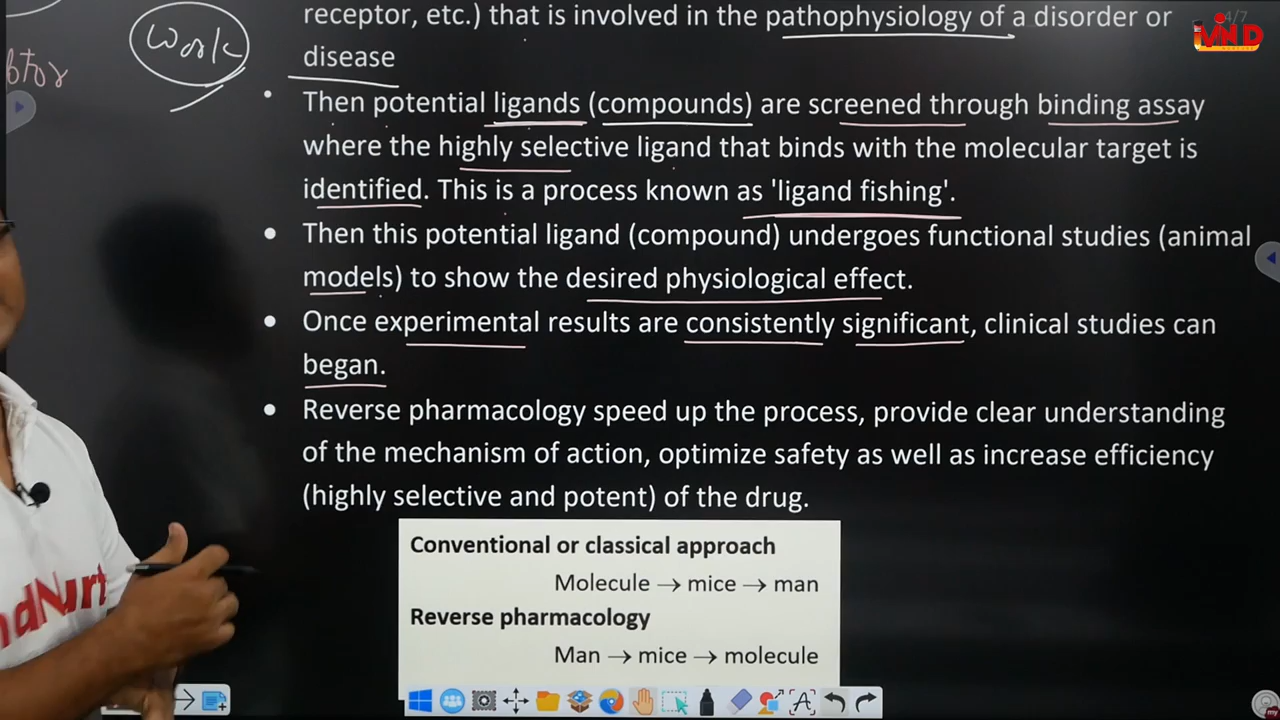 receptor, etc.) that is involved in the pathophysiology of a disorder or
disease
Work
ptor
• Then potential ligands (compounds) are screened through binding assay
where the highly selective ligand that binds with the molecular target is
identified. This is a process known as 'ligand fishing'.
• Then this potential ligand (compound) undergoes functional studies (animal
models) to show the desired physiological effect.
• Once experimental results are consistently significant, clinical studies can
began.
• Reverse pharmacology speed up the process, provide clear understanding
of the mechanism of action, optimize safety as well as increase efficiency
(highly selective and potent) of the drug.
Conventional or classical approach
Molecule → mice → man
Reverse pharmacology
Man → mice → molecule
ndNurt